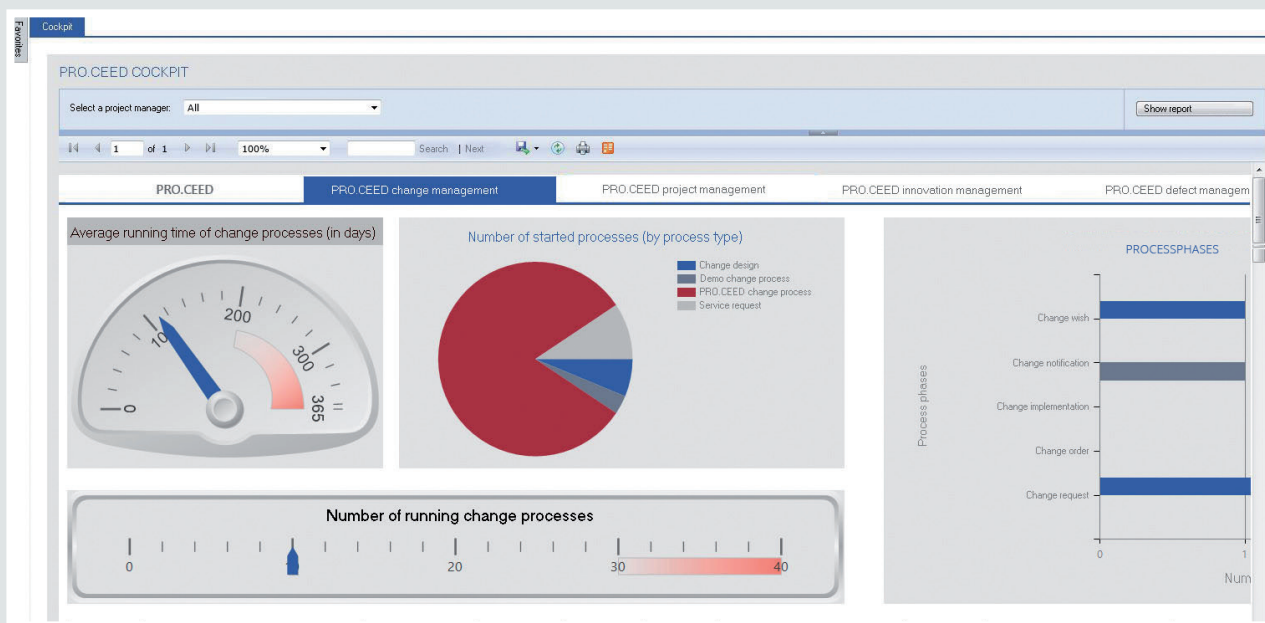 Favorites
Cockpit
PRO.CEED COCKPIT
Select a project manager: All
Show report
1 of 1 100% Search | Next
PRO.CEED PRO.CEED change management PRO.CEED project management PRO.CEED innovation management PRO.CEED defect managem
Average running time of change processes (in days)
0 100 200 300 365
Number of started processes (by process type)
Change design
Demo change process
PRO.CEED change process
Service request
PROCESSPHASES
Process phases
Change wish
Change notification
Change implementation
Change order
Change request
0 1
Num
Number of running change processes
0 10 20 30 40